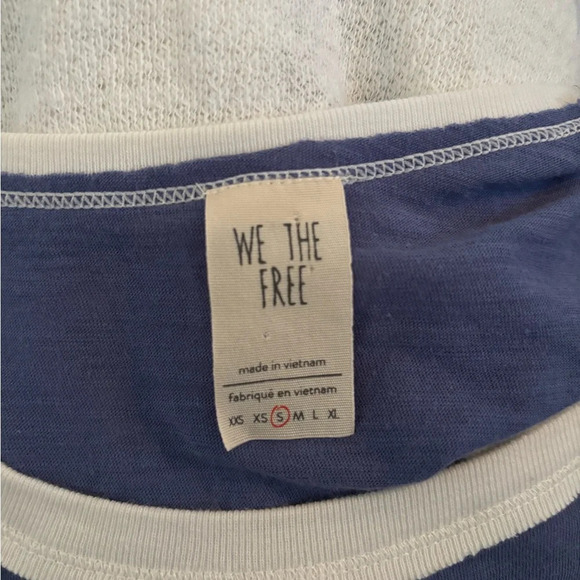 WE THE
FREE
made in vietnam
fabriqué en vietnam
XXS XS S M L XL